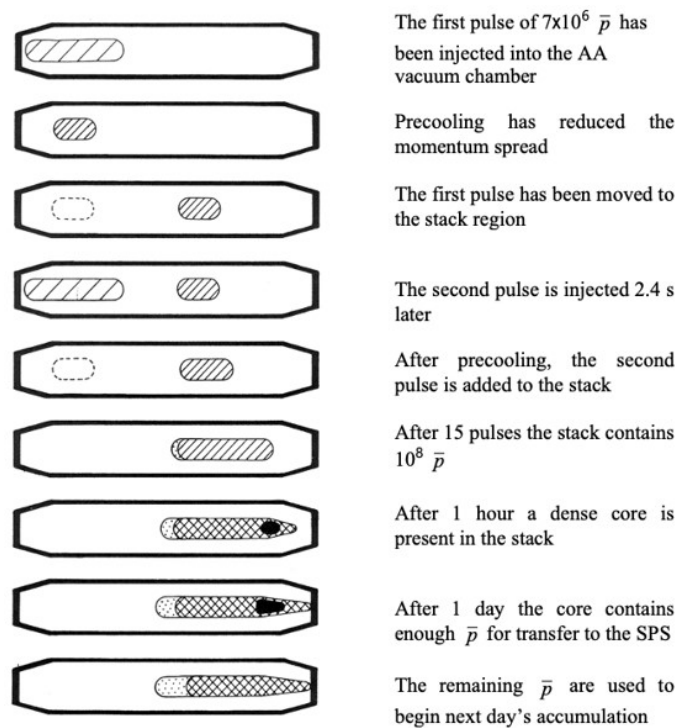 The first pulse of 7x10⁶ p̅ has
been injected into the AA
vacuum chamber
Precooling has reduced the
momentum spread
The first pulse has been moved to
the stack region
The second pulse is injected 2.4 s
later
After precooling, the second
pulse is added to the stack
After 15 pulses the stack contains
10⁸ p̅
After 1 hour a dense core is
present in the stack
After 1 day the core contains
enough p̅ for transfer to the SPS
The remaining p̅ are used to
begin next day's accumulation